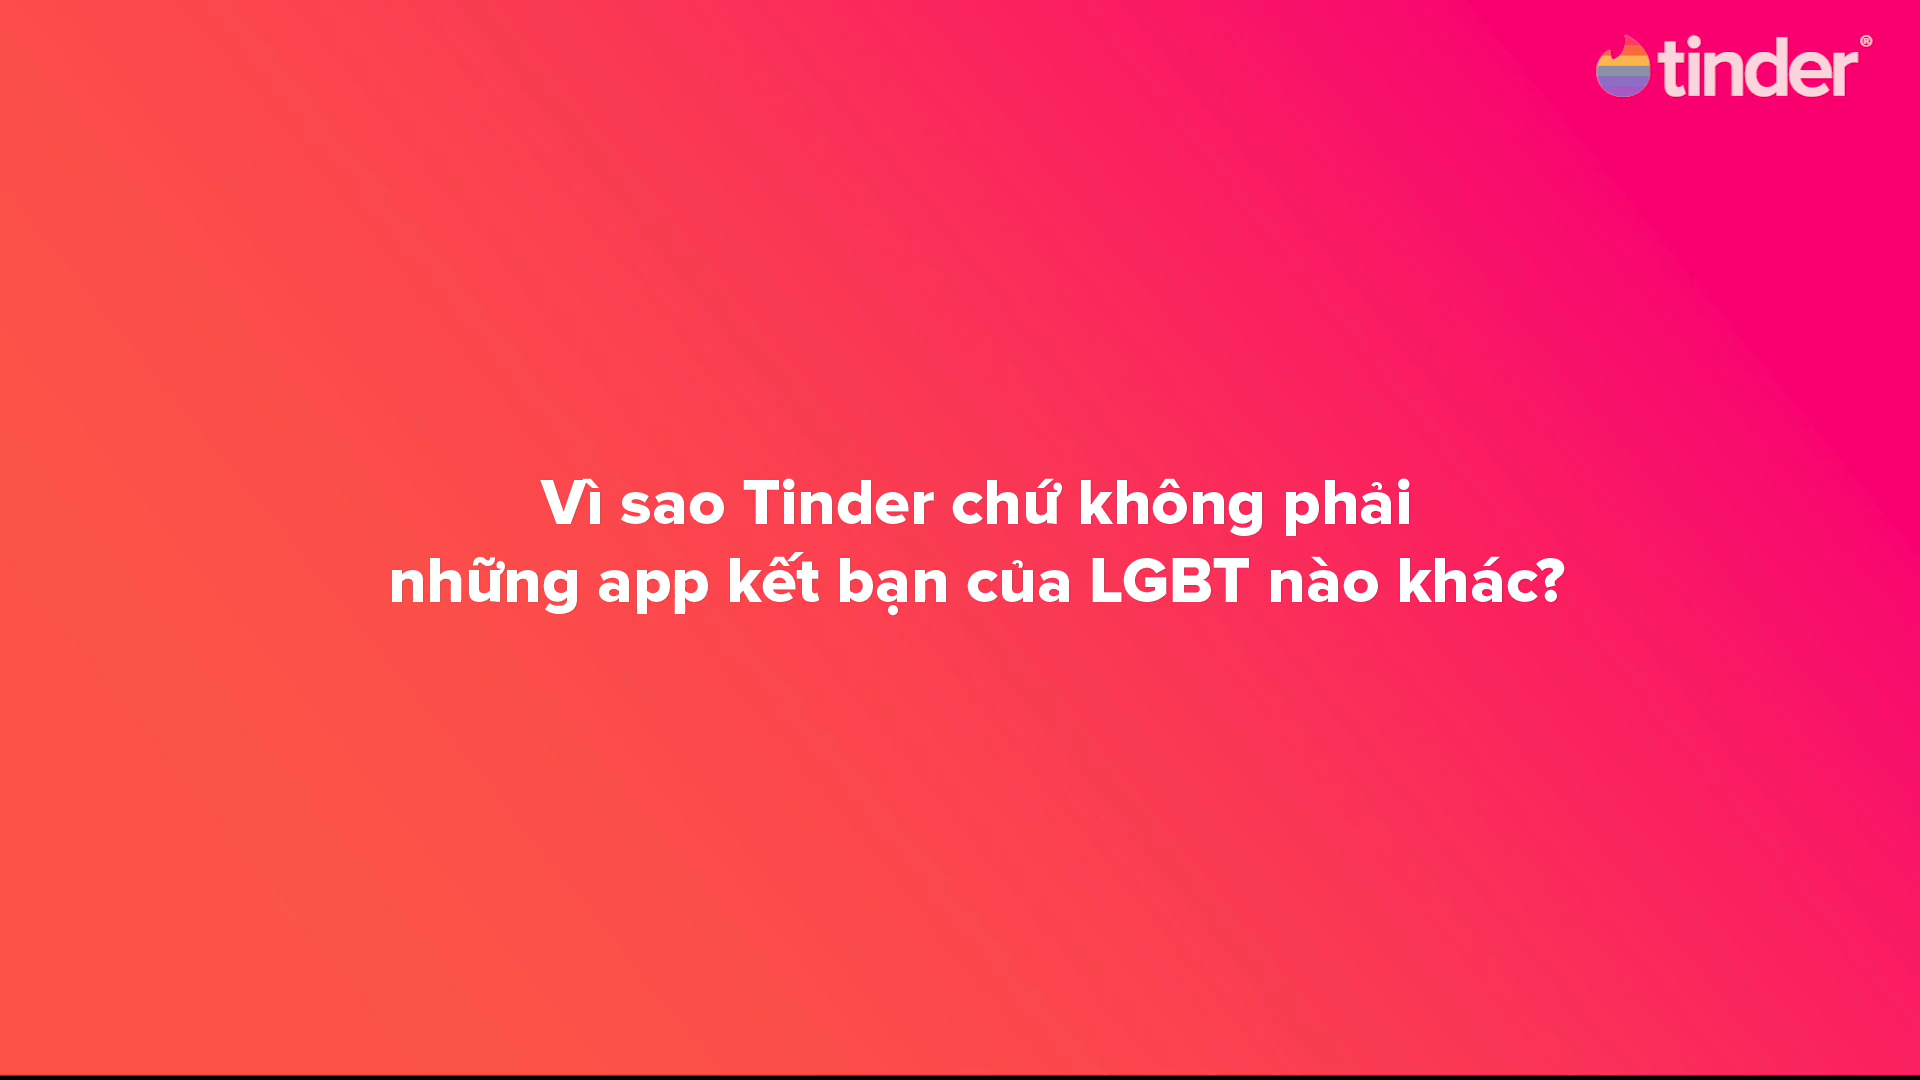 tinder®
Vì sao Tinder chứ không phải
những app kết bạn của LGBT nào khác?